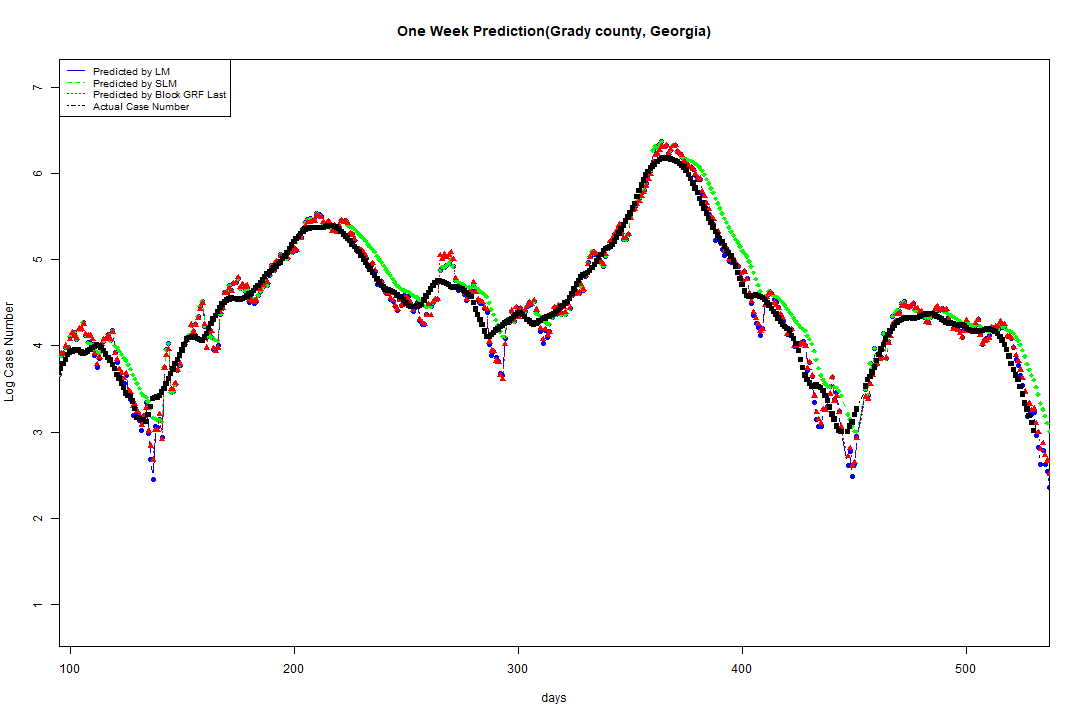 One Week Prediction(Grady county, Georgia)
Predicted by LM
Predicted by SLM
Predicted by Block GRF Last
Actual Case Number
7
6
5
4
3
2
1
Log Case Number
100 200 300 400 500
days